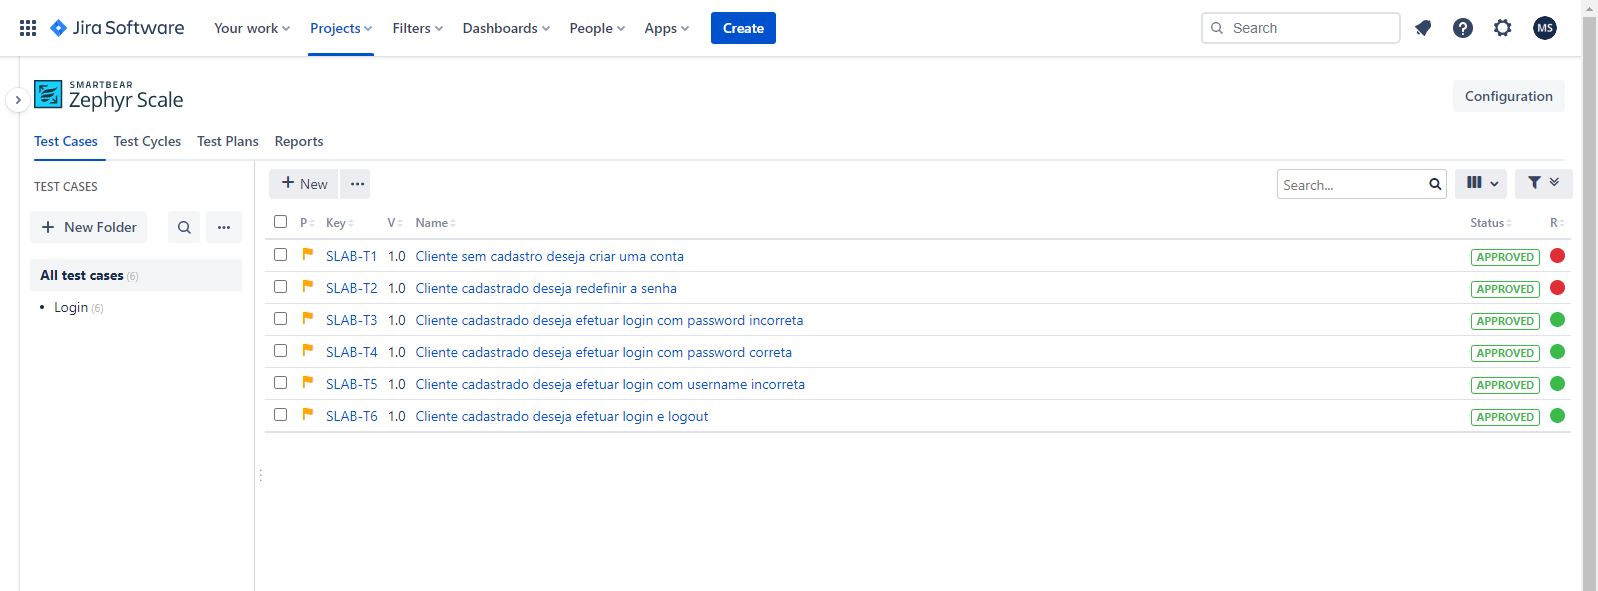 Jira Software Your work Projects Filters Dashboards People Apps Create Search MS
SMARTBEAR
Zephyr Scale
Configuration
Test Cases Test Cycles Test Plans Reports
TEST CASES
+ New ... Search...
+ New Folder ...
P Key V Name Status R
All test cases (6)
• Login (6)
SLAB-T1 1.0 Cliente sem cadastro deseja criar uma conta APPROVED
SLAB-T2 1.0 Cliente cadastrado deseja redefinir a senha APPROVED
SLAB-T3 1.0 Cliente cadastrado deseja efetuar login com password incorreta APPROVED
SLAB-T4 1.0 Cliente cadastrado deseja efetuar login com password correta APPROVED
SLAB-T5 1.0 Cliente cadastrado deseja efetuar login com username incorreta APPROVED
SLAB-T6 1.0 Cliente cadastrado deseja efetuar login e logout APPROVED